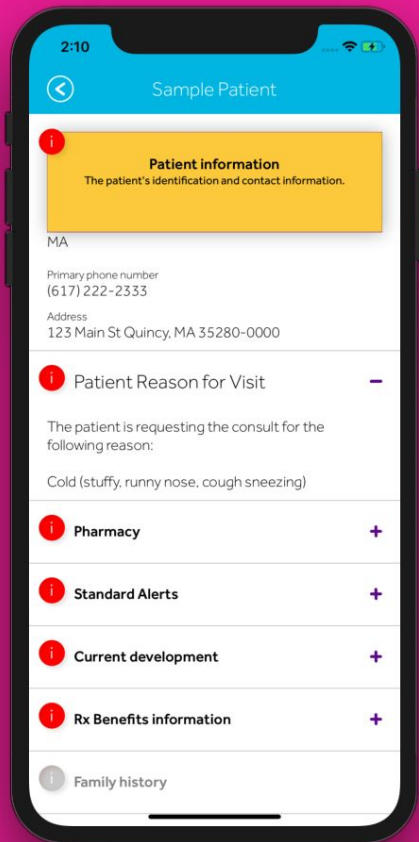 2:10
Sample Patient
i
Patient information
The patient's identification and contact information.
MA
Primary phone number
(617) 222-2333
Address
123 Main St Quincy, MA 35280-0000
i
Patient Reason for Visit
The patient is requesting the consult for the
following reason:
Cold (stuffy, runny nose, cough sneezing)
i
Pharmacy
i
Standard Alerts
i
Current development
i
Rx Benefits information
i
Family history